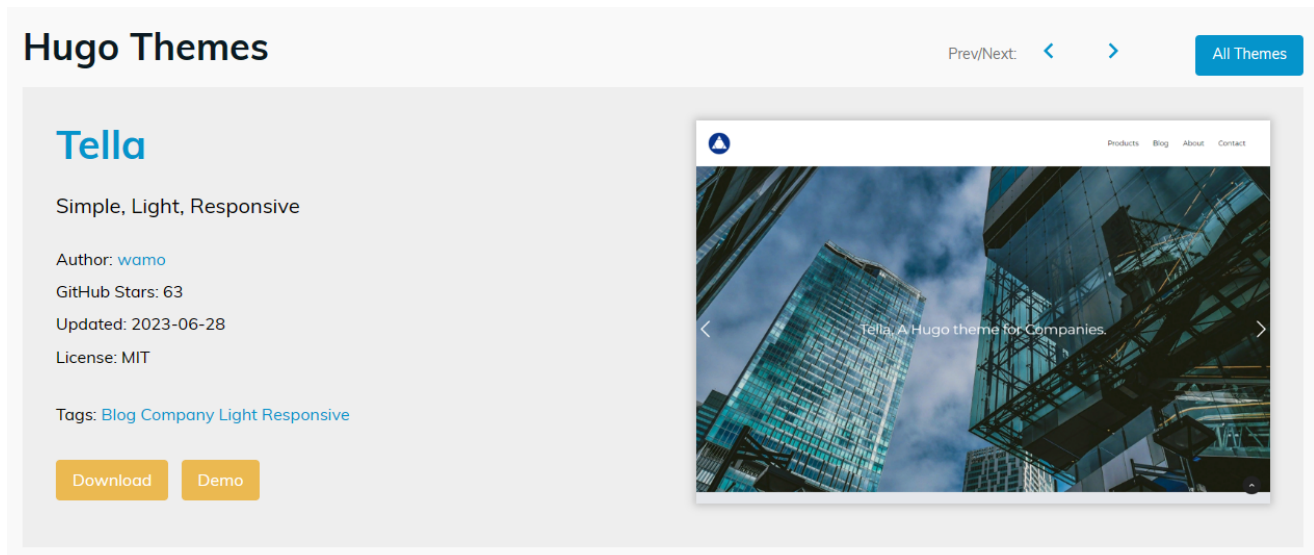 Hugo Themes
Prev/Next:
All Themes
Tella
Simple, Light, Responsive
Author: wamo
GitHub Stars: 63
Updated: 2023-06-28
License: MIT
Tags: Blog Company Light Responsive
Download Demo
Products Blog About Contact
Tella. A Hugo theme for Companies.